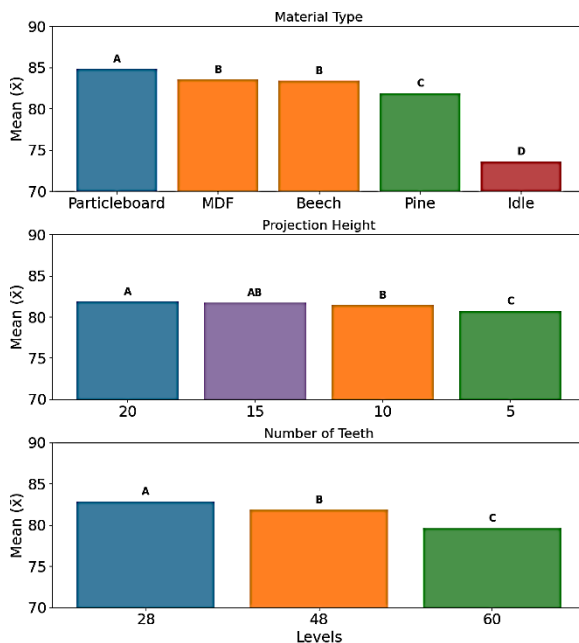 Material Type
90
85
80
75
70
Mean (x̄)
A
B
B
C
D
Particleboard MDF Beech Pine Idle
Projection Height
90
85
80
75
70
Mean (x̄)
A
AB
B
C
20 15 10 5
Number of Teeth
90
85
80
75
70
Mean (x̄)
A
B
C
28 48 60
Levels